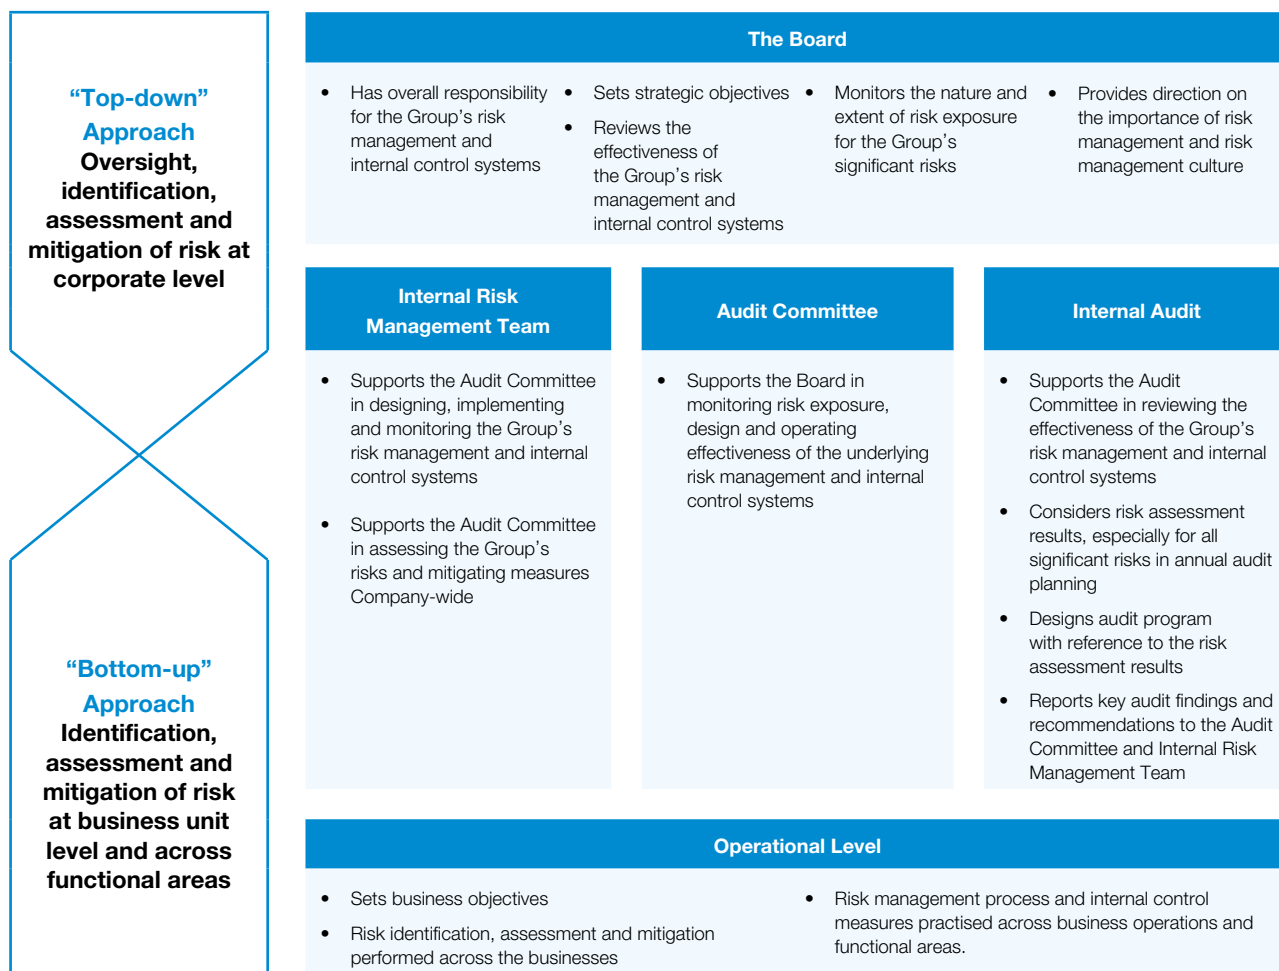 “Top-down”
Approach
Oversight,
identification,
assessment and
mitigation of risk at
corporate level
The Board
• Has overall responsibility
for the Group’s risk
management and
internal control systems
• Sets strategic objectives
• Reviews the
effectiveness of
the Group’s risk
management and
internal control systems
• Monitors the nature and
extent of risk exposure
for the Group’s
significant risks
• Provides direction on
the importance of risk
management and risk
management culture
Internal Risk
Management Team
• Supports the Audit Committee
in designing, implementing
and monitoring the Group’s
risk management and internal
control systems
• Supports the Audit Committee
in assessing the Group’s
risks and mitigating measures
Company-wide
Audit Committee
• Supports the Board in
monitoring risk exposure,
design and operating
effectiveness of the underlying
risk management and internal
control systems
Internal Audit
• Supports the Audit
Committee in reviewing the
effectiveness of the Group’s
risk management and internal
control systems
• Considers risk assessment
results, especially for all
significant risks in annual audit
planning
• Designs audit program
with reference to the risk
assessment results
• Reports key audit findings and
recommendations to the Audit
Committee and Internal Risk
Management Team
“Bottom-up”
Approach
Identification,
assessment and
mitigation of risk
at business unit
level and across
functional areas
Operational Level
• Sets business objectives
• Risk identification, assessment and mitigation
performed across the businesses
• Risk management process and internal control
measures practised across business operations and
functional areas.